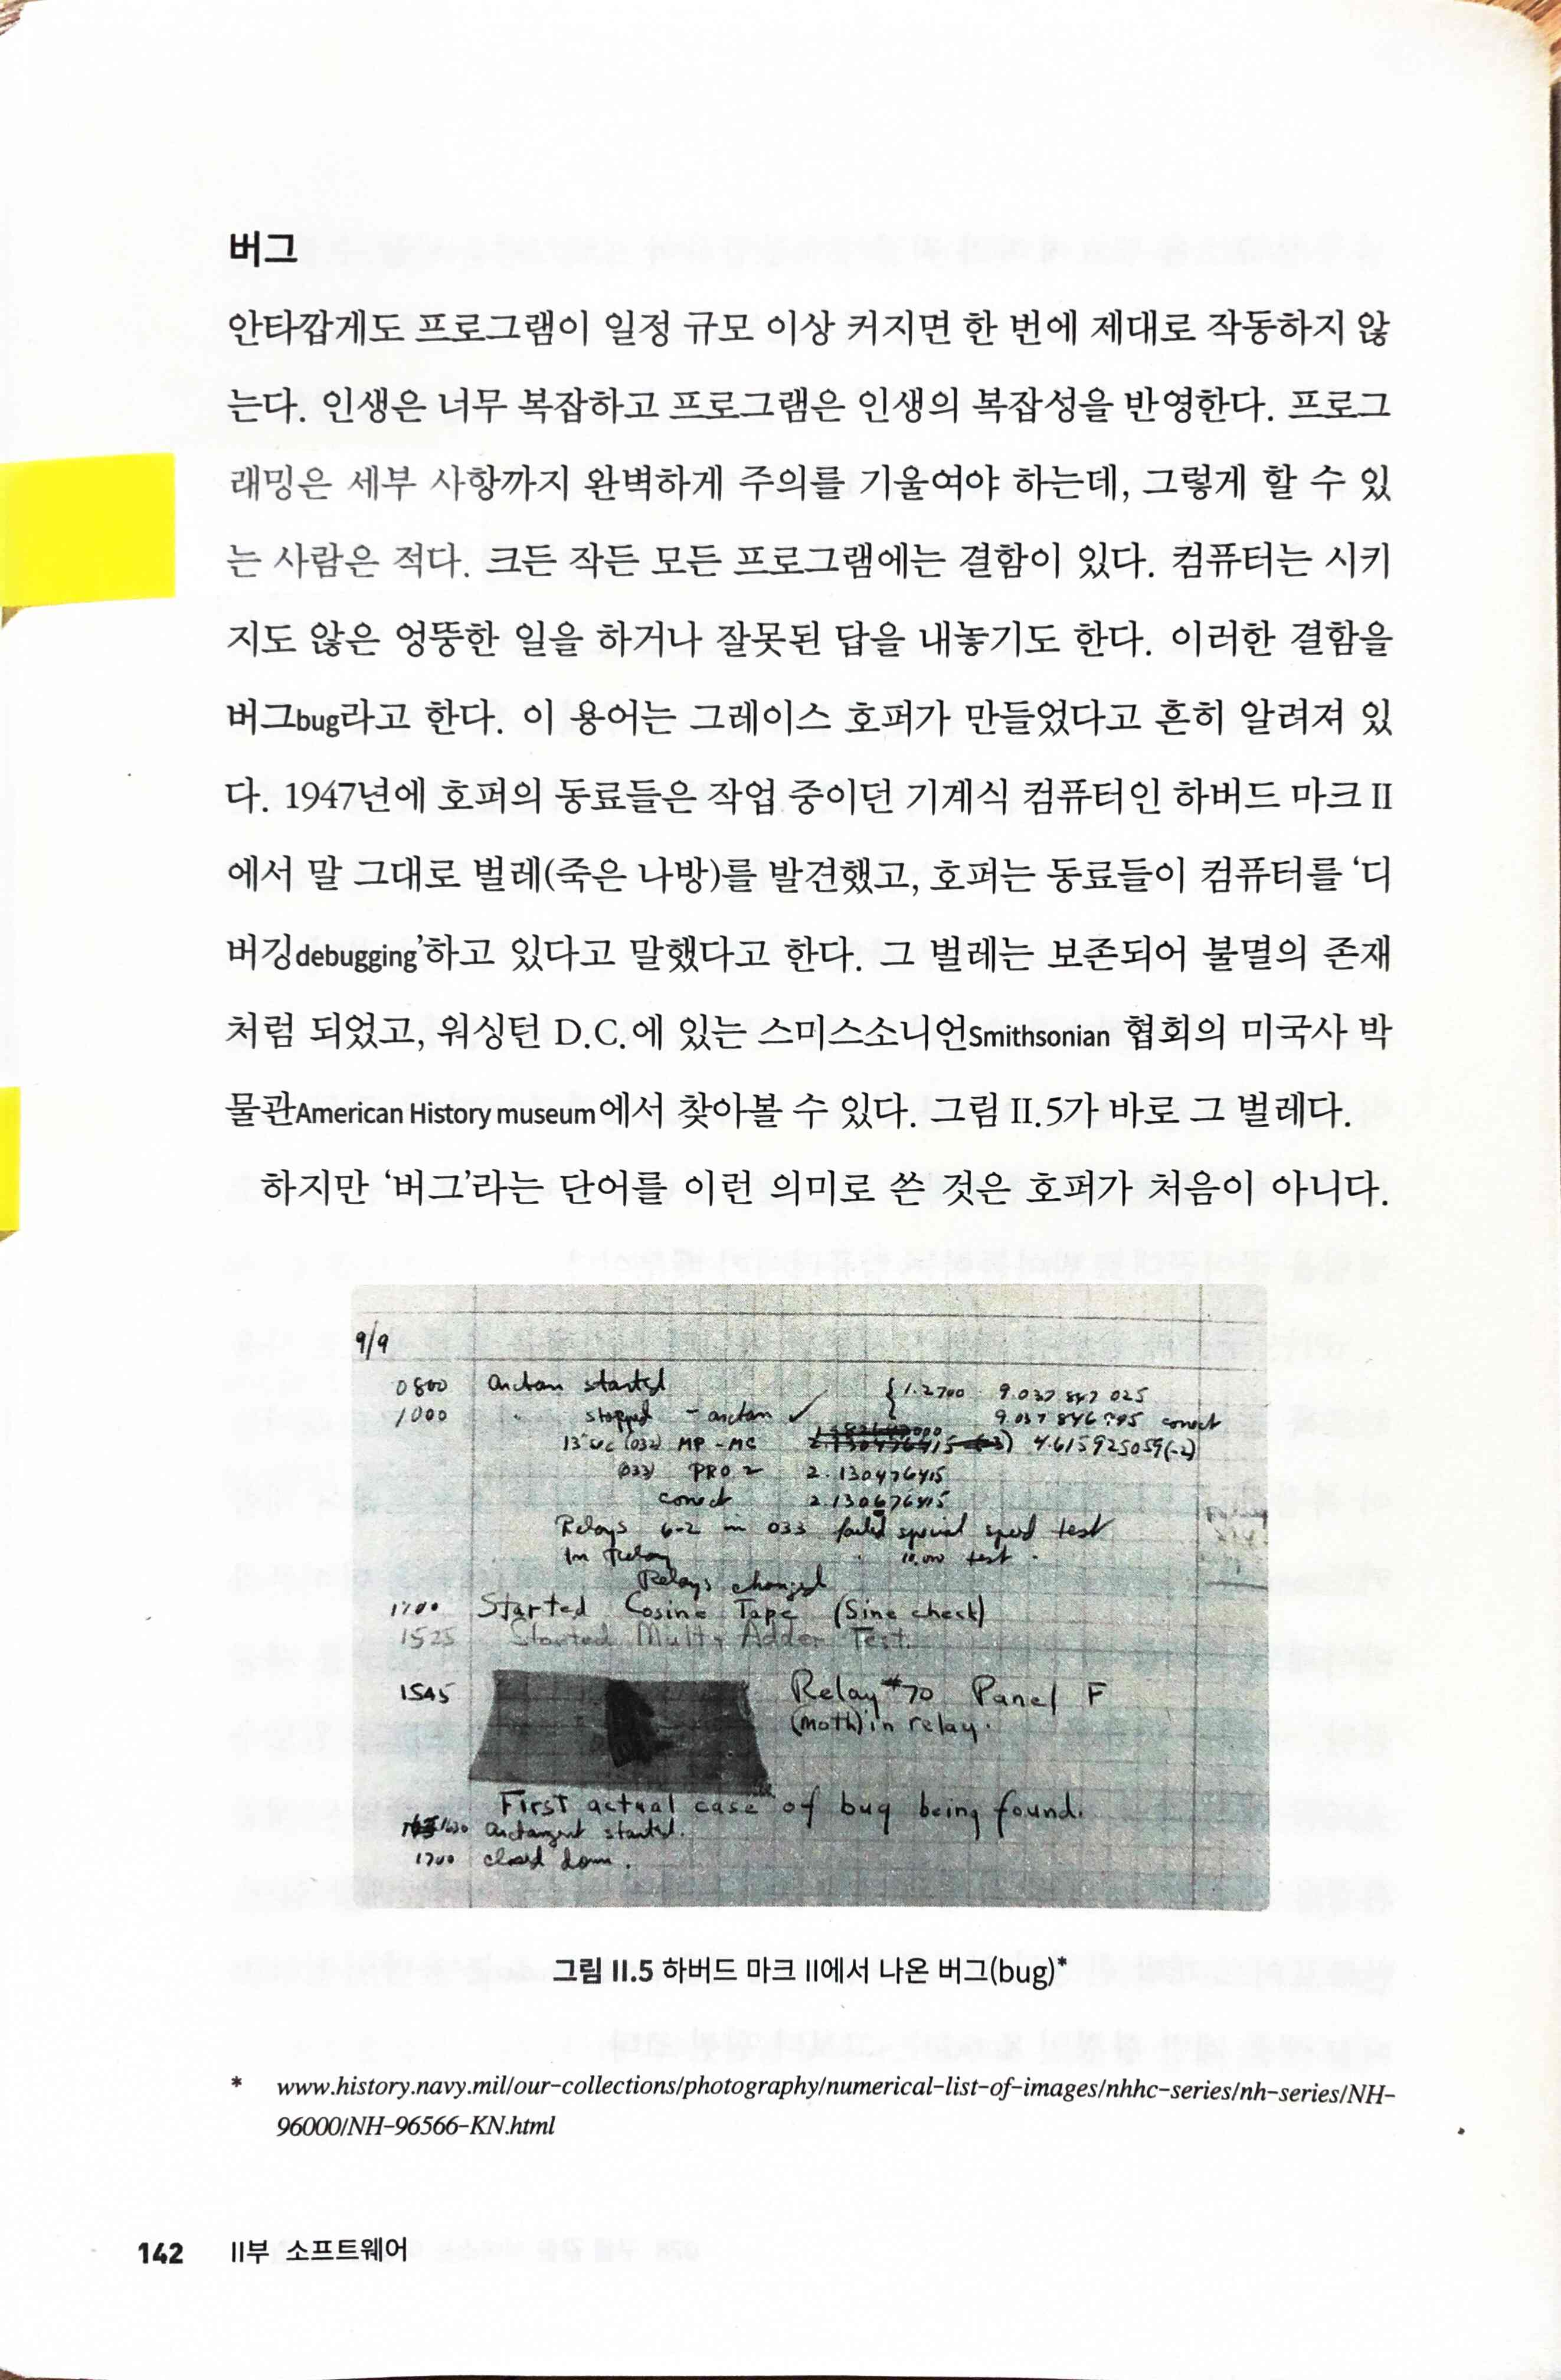 버그
안타깝게도 프로그램이 일정 규모 이상 커지면 한 번에 제대로 작동하지 않
는다. 인생은 너무 복잡하고 프로그램은 인생의 복잡성을 반영한다. 프로그
래밍은 세부 사항까지 완벽하게 주의를 기울여야 하는데, 그렇게 할 수 있
는 사람은 적다. 크든 작든 모든 프로그램에는 결함이 있다. 컴퓨터는 시키
지도 않은 엉뚱한 일을 하거나 잘못된 답을 내놓기도 한다. 이러한 결함을
버그bug라고 한다. 이 용어는 그레이스 호퍼가 만들었다고 흔히 알려져 있
다. 1947년에 호퍼의 동료들은 작업 중이던 기계식 컴퓨터인 하버드 마크 II
에서 말 그대로 벌레(죽은 나방)를 발견했고, 호퍼는 동료들이 컴퓨터를 ‘디
버깅debugging’하고 있다고 말했다고 한다. 그 벌레는 보존되어 불멸의 존재
처럼 되었고, 워싱턴 D.C.에 있는 스미스소니언Smithsonian 협회의 미국사 박
물관American History museum에서 찾아볼 수 있다. 그림 II.5가 바로 그 벌레다.
하지만 ‘버그’라는 단어를 이런 의미로 쓴 것은 호퍼가 처음이 아니다.
9/9
0800 started { 1.2700 9.037 847 025
1000 stopped - arctan ✓ 9.037 846 correct
(032) MP - MC 4.615925059(-2)
(033) PRO 2 2.130476415
correct 2.130676415
Relays 6-2 in 033 failed special speed test
In Relay test.
Relays changed
Started Cosine Tape (Sine check)
1525 Started Mult+ Adder Test.
1545 Relay #70 Panel F
(Moth) in relay.
First actual case of bug being found.
1630 arctangent started.
1700 closed down.
그림 II.5 하버드 마크 II에서 나온 버그(bug)*
* www.history.navy.mil/our-collections/photography/numerical-list-of-images/nhhc-series/nh-series/NH-
96000/NH-96566-KN.html
142 II부 소프트웨어